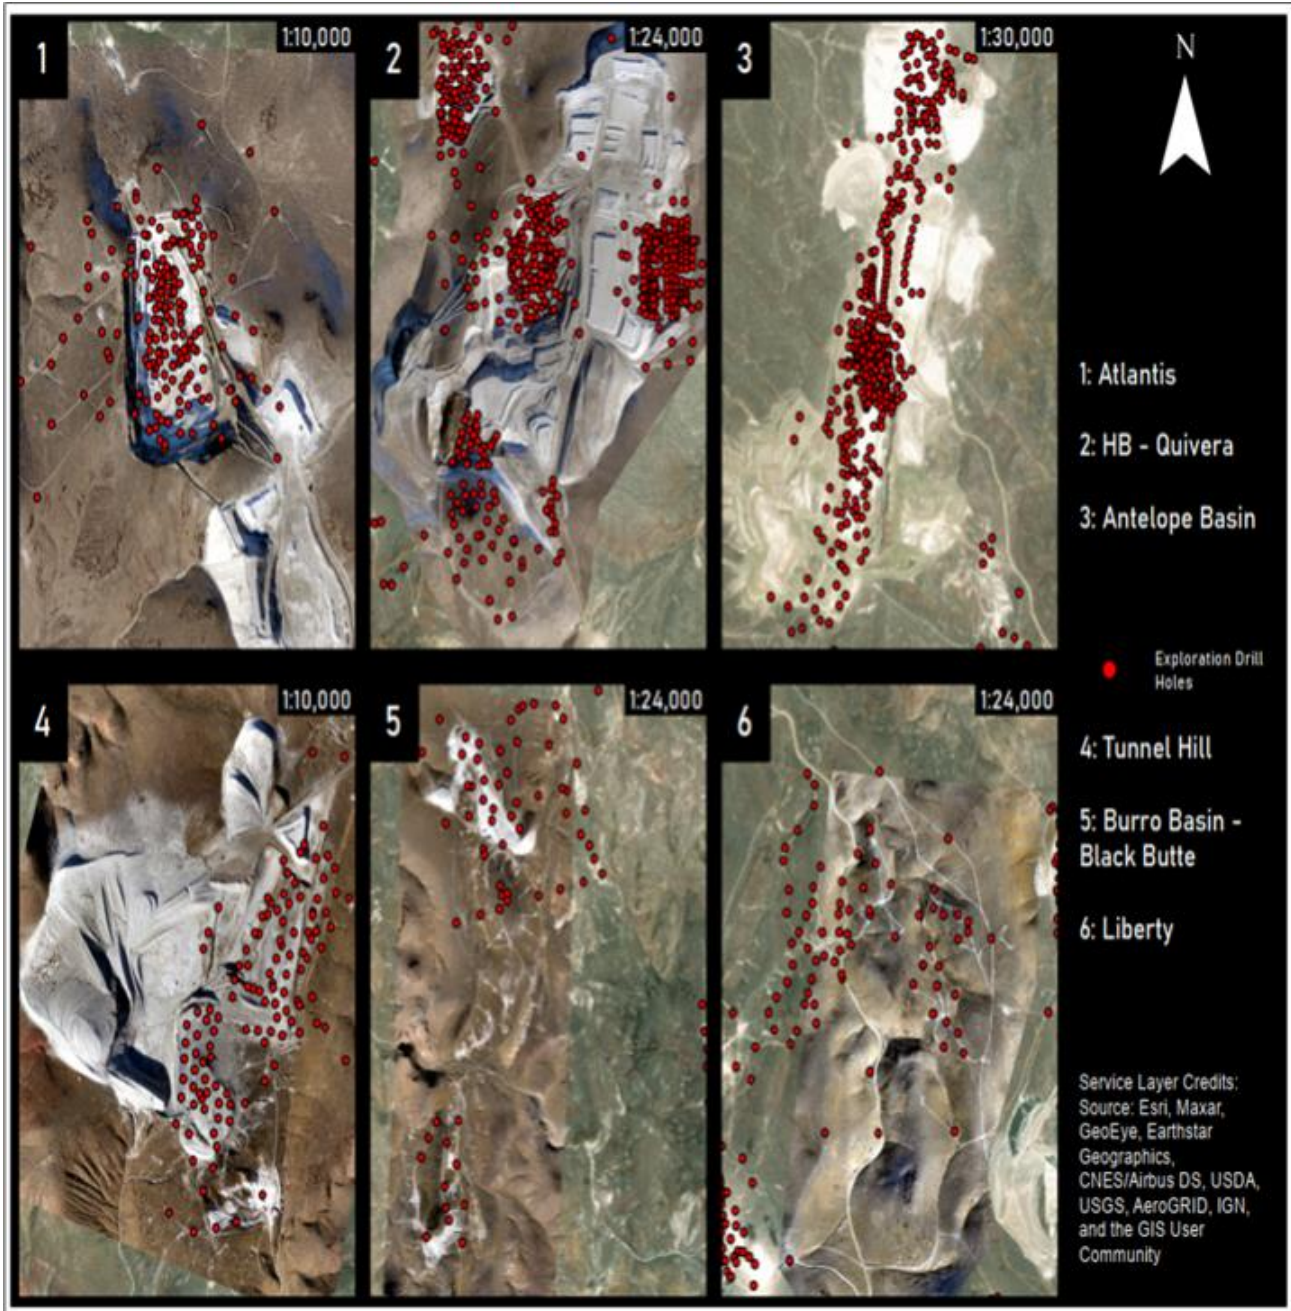 1
1:10,000
2
1:24,000
3
1:30,000
N
1: Atlantis
2: HB - Quivera
3: Antelope Basin
Exploration Drill
Holes
4
1:10,000
5
1:24,000
6
1:24,000
4: Tunnel Hill
5: Burro Basin -
Black Butte
6: Liberty
Service Layer Credits:
Source: Esri, Maxar,
GeoEye, Earthstar
Geographics,
CNES/Airbus DS, USDA,
USGS, AeroGRID, IGN,
and the GIS User
Community